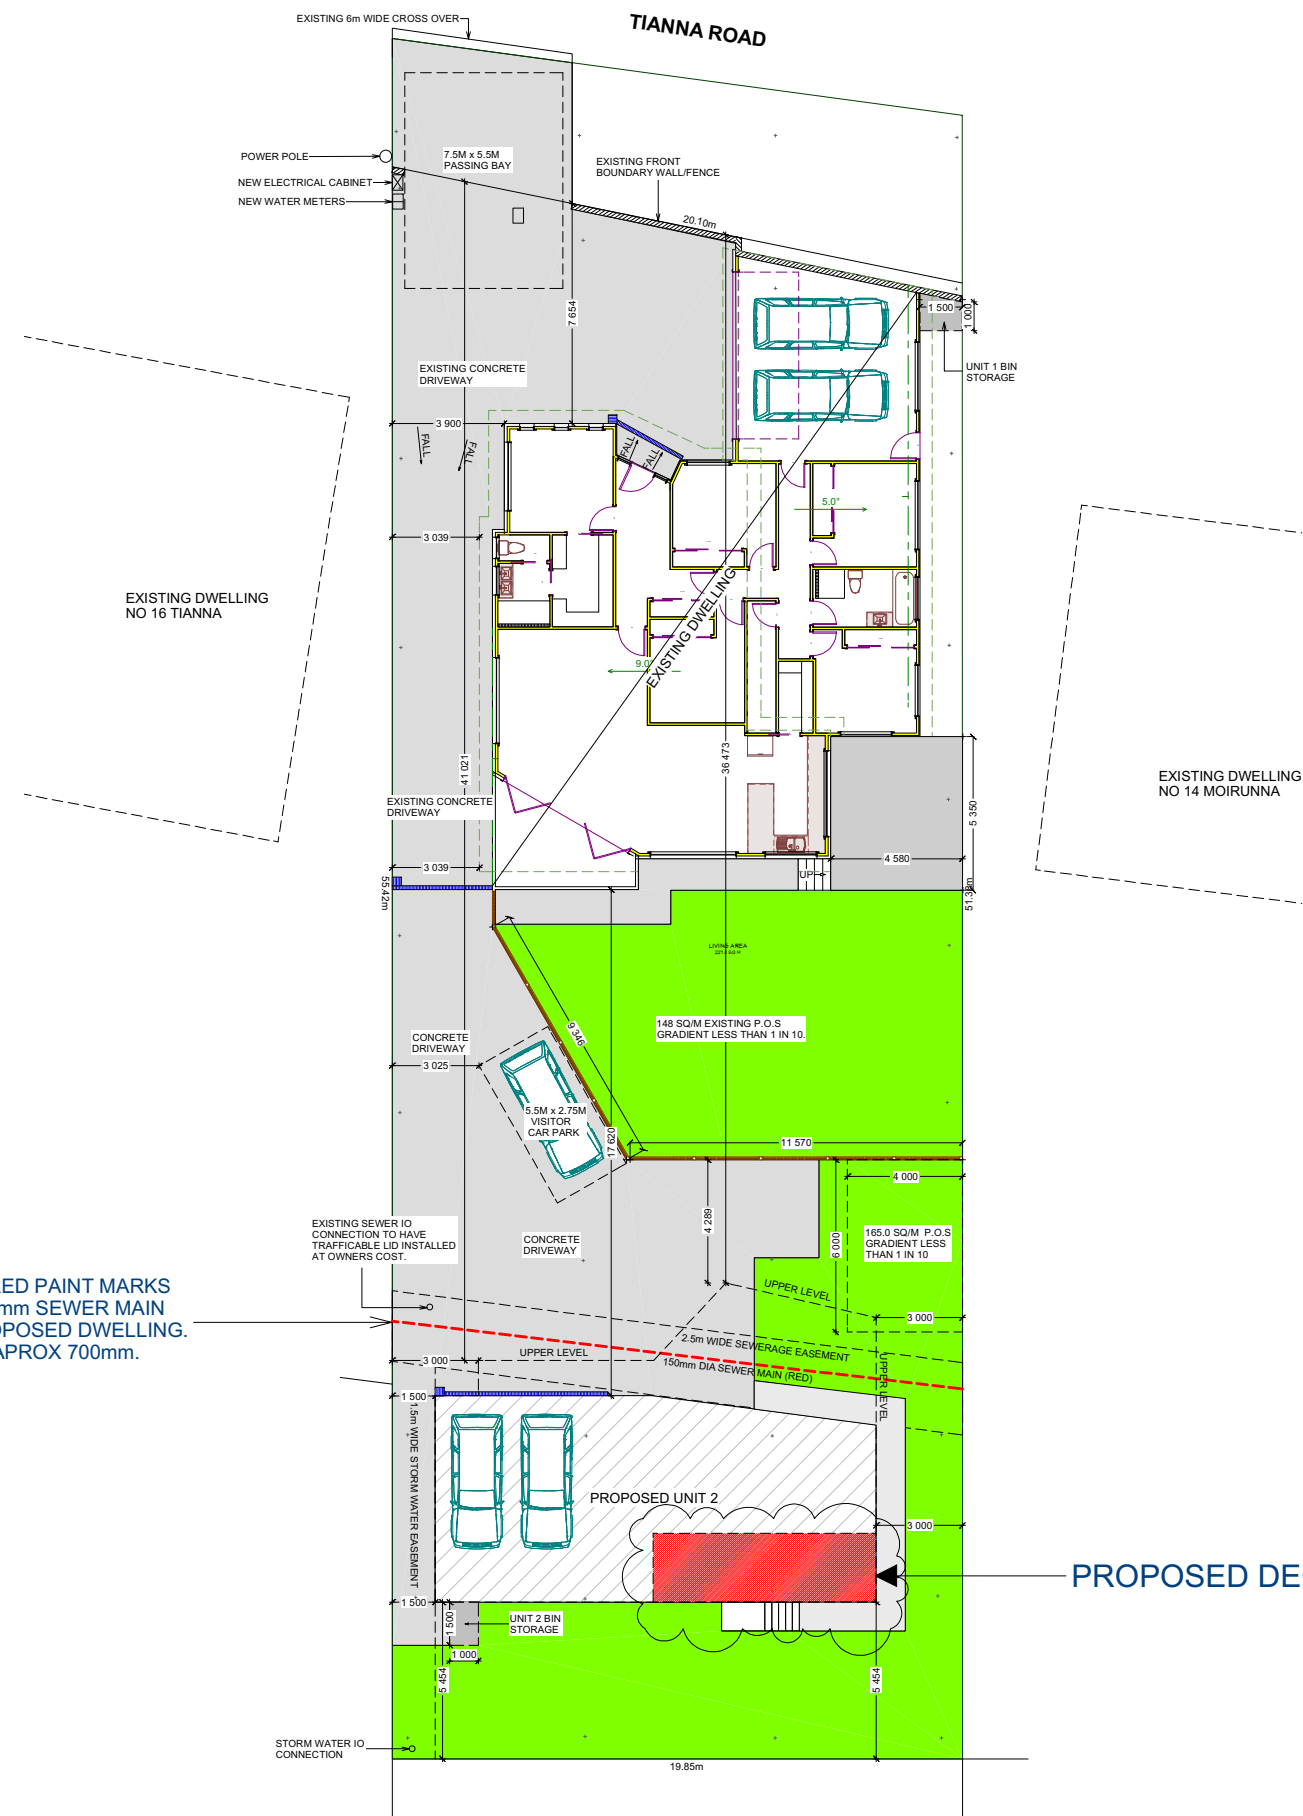 EXISTING 6m WIDE CROSS OVER
TIANNA ROAD
POWER POLE
7.5M x 5.5M
PASSING BAY
EXISTING FRONT
BOUNDARY WALL/FENCE
NEW ELECTRICAL CABINET
NEW WATER METERS
20.10m
7 654
1 500
1 000
UNIT 1 BIN
STORAGE
EXISTING CONCRETE
DRIVEWAY
3 900
FALL
FALL
FALL
FALL
5.0°
3 039
EXISTING DWELLING
NO 16 TIANNA
EXISTING DWELLING
9.0°
41 021
36 473
EXISTING DWELLING
NO 14 MOIRUNNA
EXISTING CONCRETE
DRIVEWAY
5 350
4 580
3 039
UP
55.42m
LIVING AREA
148 SQ/M EXISTING P.O.S
GRADIENT LESS THAN 1 IN 10.
9 346
CONCRETE
DRIVEWAY
3 025
5.5M x 2.75M
VISITOR
CAR PARK
17 620
11 570
4 000
4 289
6 000
165.0 SQ/M P.O.S
GRADIENT LESS
THAN 1 IN 10
EXISTING SEWER IO
CONNECTION TO HAVE
TRAFFICABLE LID INSTALLED
AT OWNERS COST.
CONCRETE
DRIVEWAY
PAINT MARKS
SEWER MAIN
DWELLING.
APROX 700mm.
UPPER LEVEL
3 000
2.5m WIDE SEWERAGE EASEMENT
UPPER LEVEL
3 000
150mm DIA SEWER MAIN (RED)
UPPER LEVEL
1 500
1.5m WIDE STORM WATER EASEMENT
PROPOSED UNIT 2
3 000
PROPOSED
1 500
1 500
UNIT 2 BIN
STORAGE
1 000
5 454
5 454
STORM WATER IO
CONNECTION
19.85m